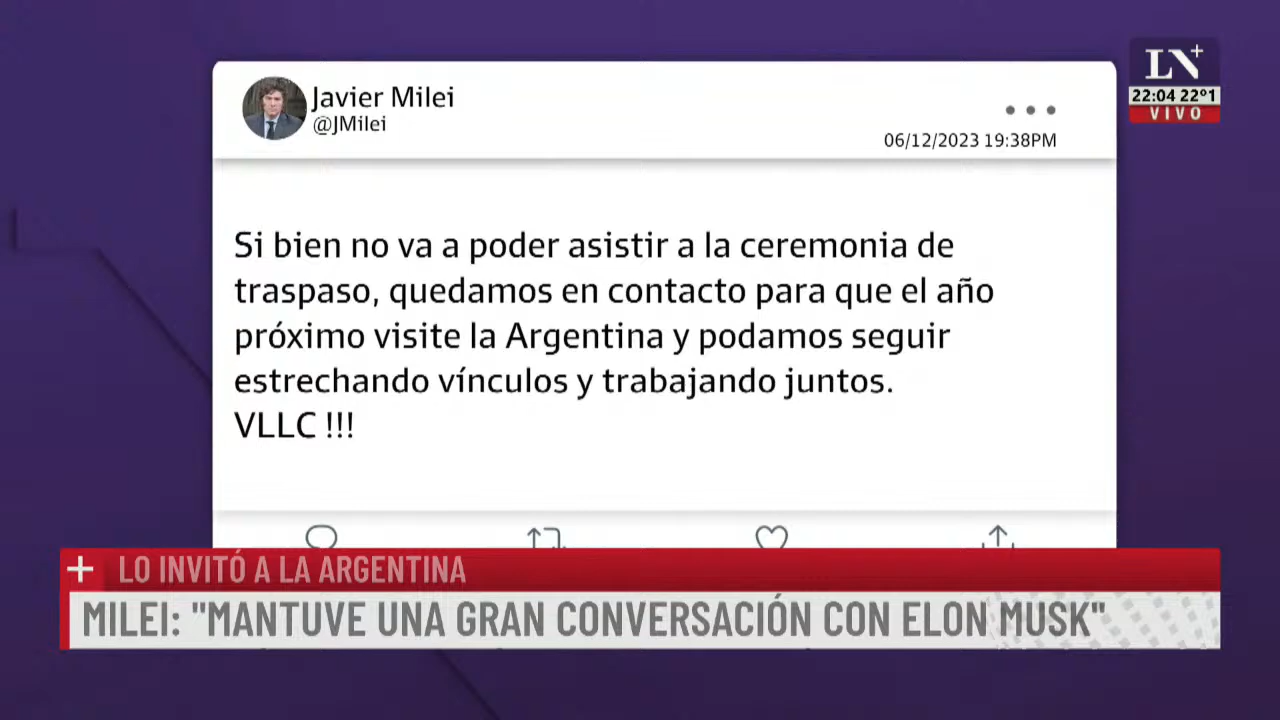 LN+
22:04 22º1
VIVO
Javier Milei
@JMilei
06/12/2023 19:38PM
Si bien no va a poder asistir a la ceremonia de
traspaso, quedamos en contacto para que el año
próximo visite la Argentina y podamos seguir
estrechando vínculos y trabajando juntos.
VLLC !!!
+ LO INVITÓ A LA ARGENTINA
MILEI: "MANTUVE UNA GRAN CONVERSACIÓN CON ELON MUSK"